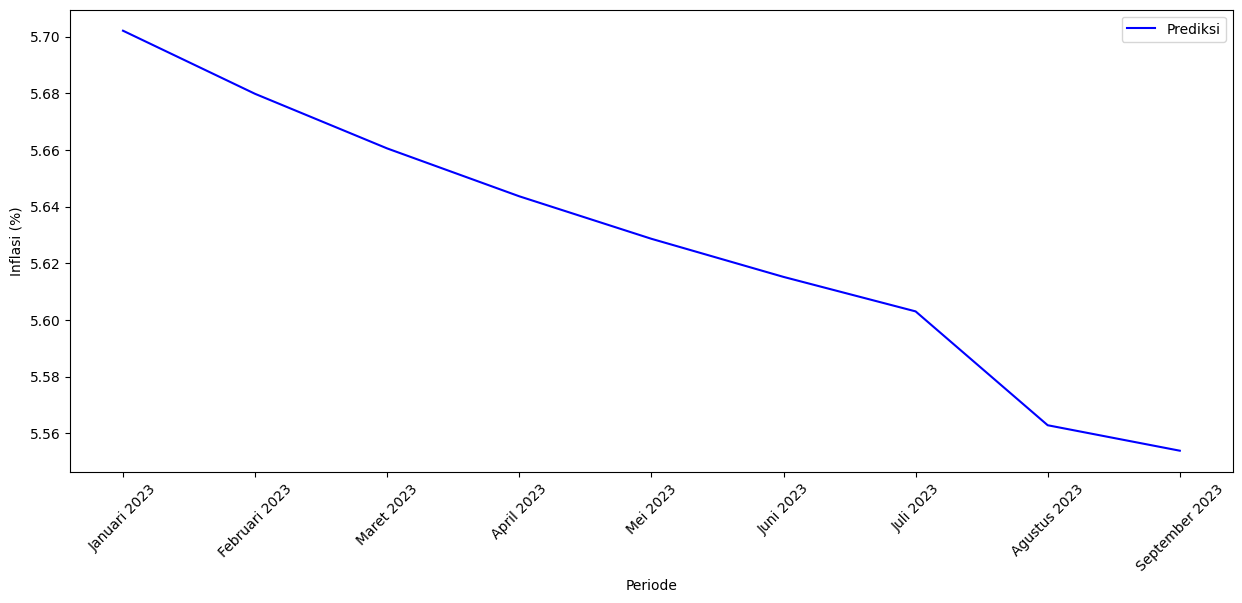 Prediksi
5.70
5.68
5.66
5.64
5.62
5.60
5.58
5.56
Inflasi (%)
Januari 2023
Februari 2023
Maret 2023
April 2023
Mei 2023
Juni 2023
Juli 2023
Agustus 2023
September 2023
Periode